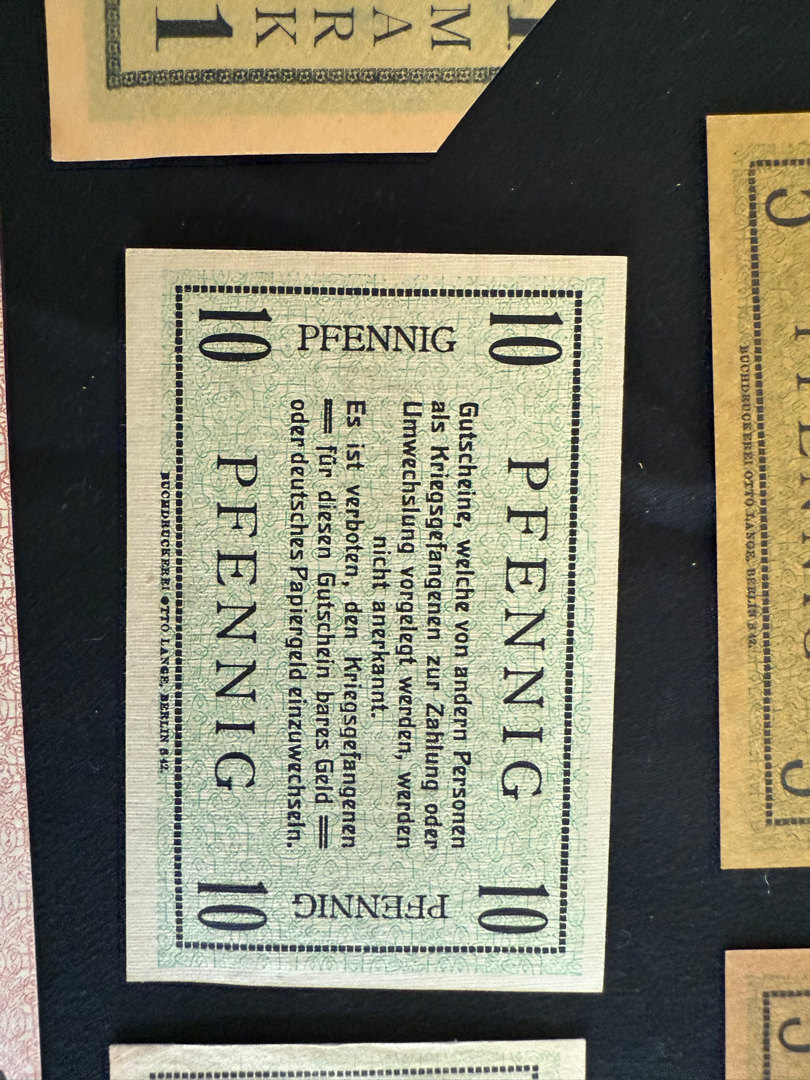 1 MARK 1
10 PFENNIG 10
PFENNIG
Gutscheine, welche von andern Personen
als Kriegsgefangenen zur Zahlung oder
Umwechslung vorgelegt werden, werden
nicht anerkannt.
Es ist verboten, den Kriegsgefangenen
für diesen Gutschein bares Geld
oder deutsches Papiergeld einzuwechseln.
PFENNIG
10 PFENNIG 10
BUCHDRUCKEREI OTTO LANGE, BERLIN S 42.
BUCHDRUCKEREI OTTO LANGE, BERLIN S 42.